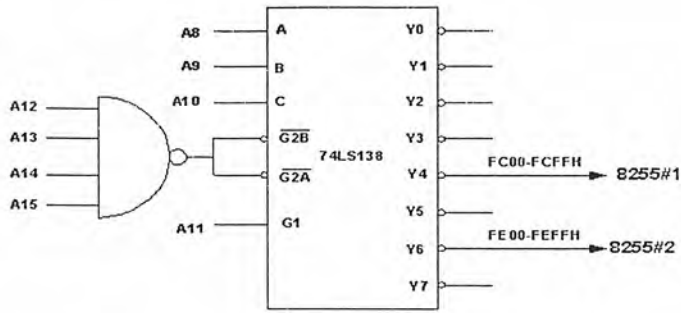 A8
A
Y0
A9
B
Y1
A12
A10
C
Y2
A13
G2B
Y3
74LS138
A14
G2A
Y4
FC00-FCFFH
8255#1
A15
Y5
A11
G1
Y6
FE00-FEFFH
8255#2
Y7